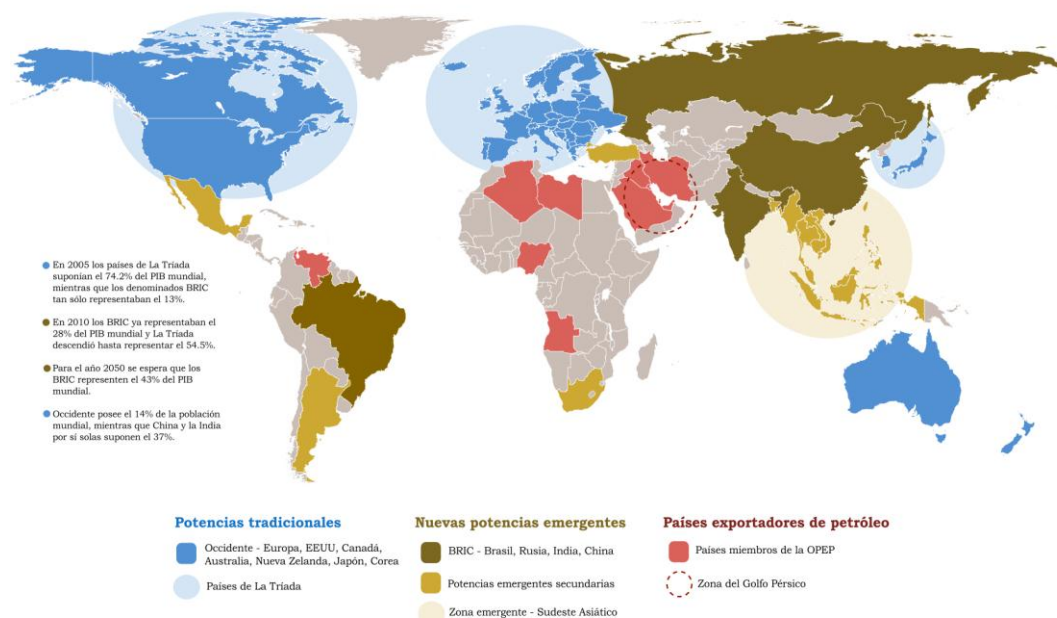 En 2005 los países de La Tríada
suponían el 74.2% del PIB mundial,
mientras que los denominados BRIC
tan sólo representaban el 13%.
En 2010 los BRIC ya representaban el
28% del PIB mundial y La Tríada
descendió hasta representar el 54.5%.
Para el año 2050 se espera que los
BRIC representen el 43% del PIB
mundial.
Occidente posee el 14% de la población
mundial, mientras que China y la India
por sí solas suponen el 37%.
Potencias tradicionales
Occidente - Europa, EEUU, Canadá,
Australia, Nueva Zelanda, Japón, Corea
Países de La Tríada
Nuevas potencias emergentes
BRIC - Brasil, Rusia, India, China
Potencias emergentes secundarias
Zona emergente - Sudeste Asiático
Países exportadores de petróleo
Países miembros de la OPEP
Zona del Golfo Pérsico